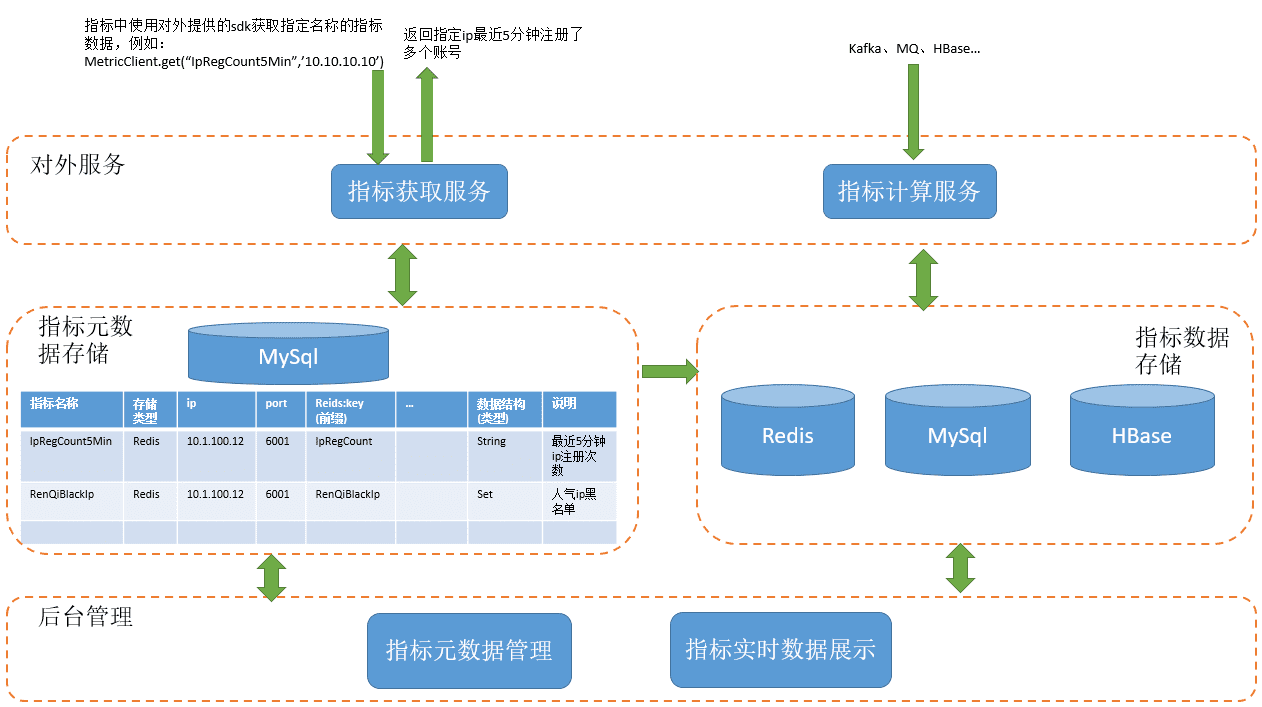 指标中使用对外提供的sdk获取指定名称的指标
数据，例如：
MetricClient.get(“IpRegCount5Min”,’10.10.10.10’)
返回指定ip最近5分钟注册了
多个账号
Kafka、MQ、HBase…
对外服务
指标获取服务
指标计算服务
指标元数
据存储
MySql
指标名称
存储
类型
ip
port
Reids:key
(前缀)
...
数据结构
(类型)
说明
IpRegCount5Min
Redis
10.1.100.12
6001
IpRegCount
String
最近5分钟
ip注册次
数
RenQiBlackIp
Redis
10.1.100.12
6001
RenQiBlackIp
Set
人气ip黑
名单
指标数据
存储
Redis
MySql
HBase
后台管理
指标元数据管理
指标实时数据展示